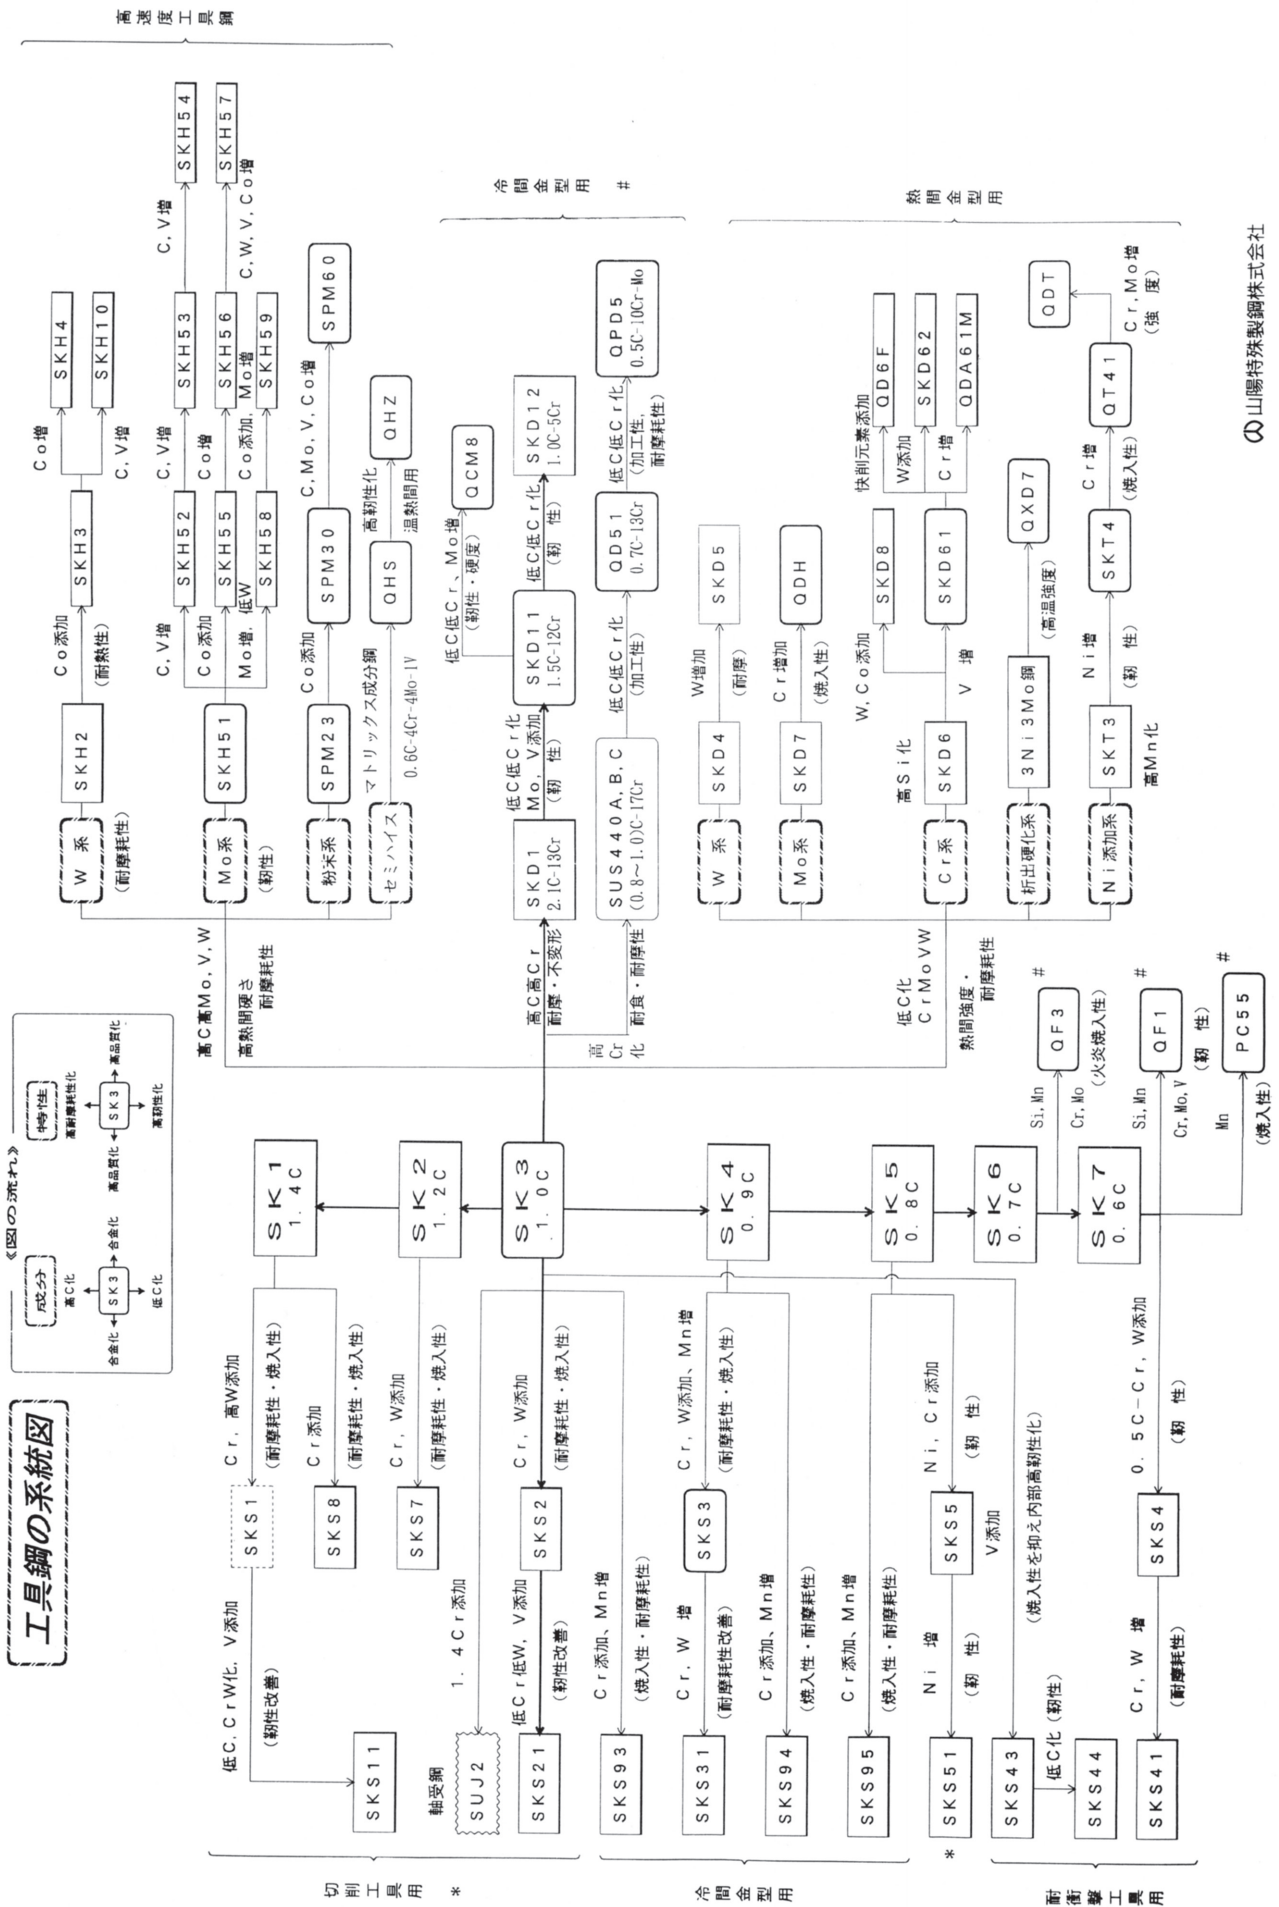 工具鋼の系統図
《図の流れ》
成分
高C化
合金化
SK3
合金化
低C化
特性
高耐摩耗性化
高品質化
SK3
高品質化
高靭性化
切削工具用
*
冷間金型用
*
耐衝撃工具用
SKS11
軸受鋼
SUJ2
SKS21
SKS93
SKS31
SKS94
SKS95
SKS51
SKS43
SKS44
SKS41
低C, CrW化, V添加
(靭性改善)
1.4Cr添加
低Cr低W, V添加
(靭性改善)
Cr添加、Mn増
(焼入性・耐摩耗性)
Cr, W 増
(耐摩耗性改善)
Cr添加、Mn増
(焼入性・耐摩耗性)
Cr添加、Mn増
(焼入性・耐摩耗性)
Ni 増
(靭 性)
V添加
(焼入性を抑え内部高靭性化)
低C化 (靭性)
Cr, W 増
(耐摩耗性)
SKS1
SKS8
SKS7
SKS2
SKS3
SKS5
SKS4
Cr, 高W添加
(耐摩耗性・焼入性)
Cr添加
(耐摩耗性・焼入性)
Cr, W添加
(耐摩耗性・焼入性)
Cr, W添加
(耐摩耗性・焼入性)
Cr, W添加、Mn増
(耐摩耗性・焼入性)
Ni, Cr添加
(靭 性)
0.5C-Cr, W添加
(靭 性)
SK1
1.4C
SK2
1.2C
SK3
1.0C
SK4
0.9C
SK5
0.8C
SK6
0.7C
SK7
0.6C
Si,Mn
Cr,Mo
QF3
#
(火炎焼入性)
Si,Mn
Cr,Mo,V
QF1
#
(靭 性)
Mn
(焼入性)
PC55
#
高C高Mo, V, W
高熱間硬さ
耐摩耗性
W 系
(耐摩耗性)
SKH2
Co添加
(耐熱性)
SKH3
Co増
C, V増
SKH4
SKH10
Mo系
(靭性)
SKH51
C, V増
Co添加
Mo増, 低W
SKH52
SKH55
SKH58
C, V増
Co増
Co添加, Mo増
SKH53
SKH56
SKH59
C, V増
C, W, V, Co増
SKH54
SKH57
粉末系
SPM23
Co添加
SPM30
C, Mo, V, Co増
SPM60
セミハイス
マトリックス成分鋼
0.6C-4Cr-4Mo-1V
QHS
高靭性化
温熱間用
QHZ
高速度工具鋼
高C高Cr
耐摩・不変形
高Cr化
耐食・耐摩性
SKD1
2.1C-13Cr
低C低Cr化
Mo, V添加
(靭 性)
SKD11
1.5C-12Cr
低C低Cr、Mo増
(靭性・硬度)
QCM8
低C低Cr化
(靭 性)
SKD12
1.0C-5Cr
SUS440A, B, C
(0.8~1.0)C-17Cr
低C低Cr化
(加工性)
QD51
0.7C-13Cr
低C低Cr化
(加工性,
耐摩耗性)
QPD5
0.5C-10Cr-Mo
冷間金型用
#
低C化
CrMoVW
熱間強度・
耐摩耗性
W 系
SKD4
W増加
(耐摩)
SKD5
Mo系
SKD7
Cr増加
(焼入性)
QDH
Cr系
高Si化
SKD6
W, Co添加
V 増
SKD8
SKD61
快削元素添加
W添加
Cr増
QD6F
SKD62
QDA61M
析出硬化系
3Ni3Mo鋼
(高温強度)
QXD7
Ni添加系
SKT3
高Mn化
Ni増
(靭 性)
SKT4
Cr増
(焼入性)
QT41
Cr, Mo増
(強 度)
QDT
熱間金型用
山陽特殊製鋼株式会社